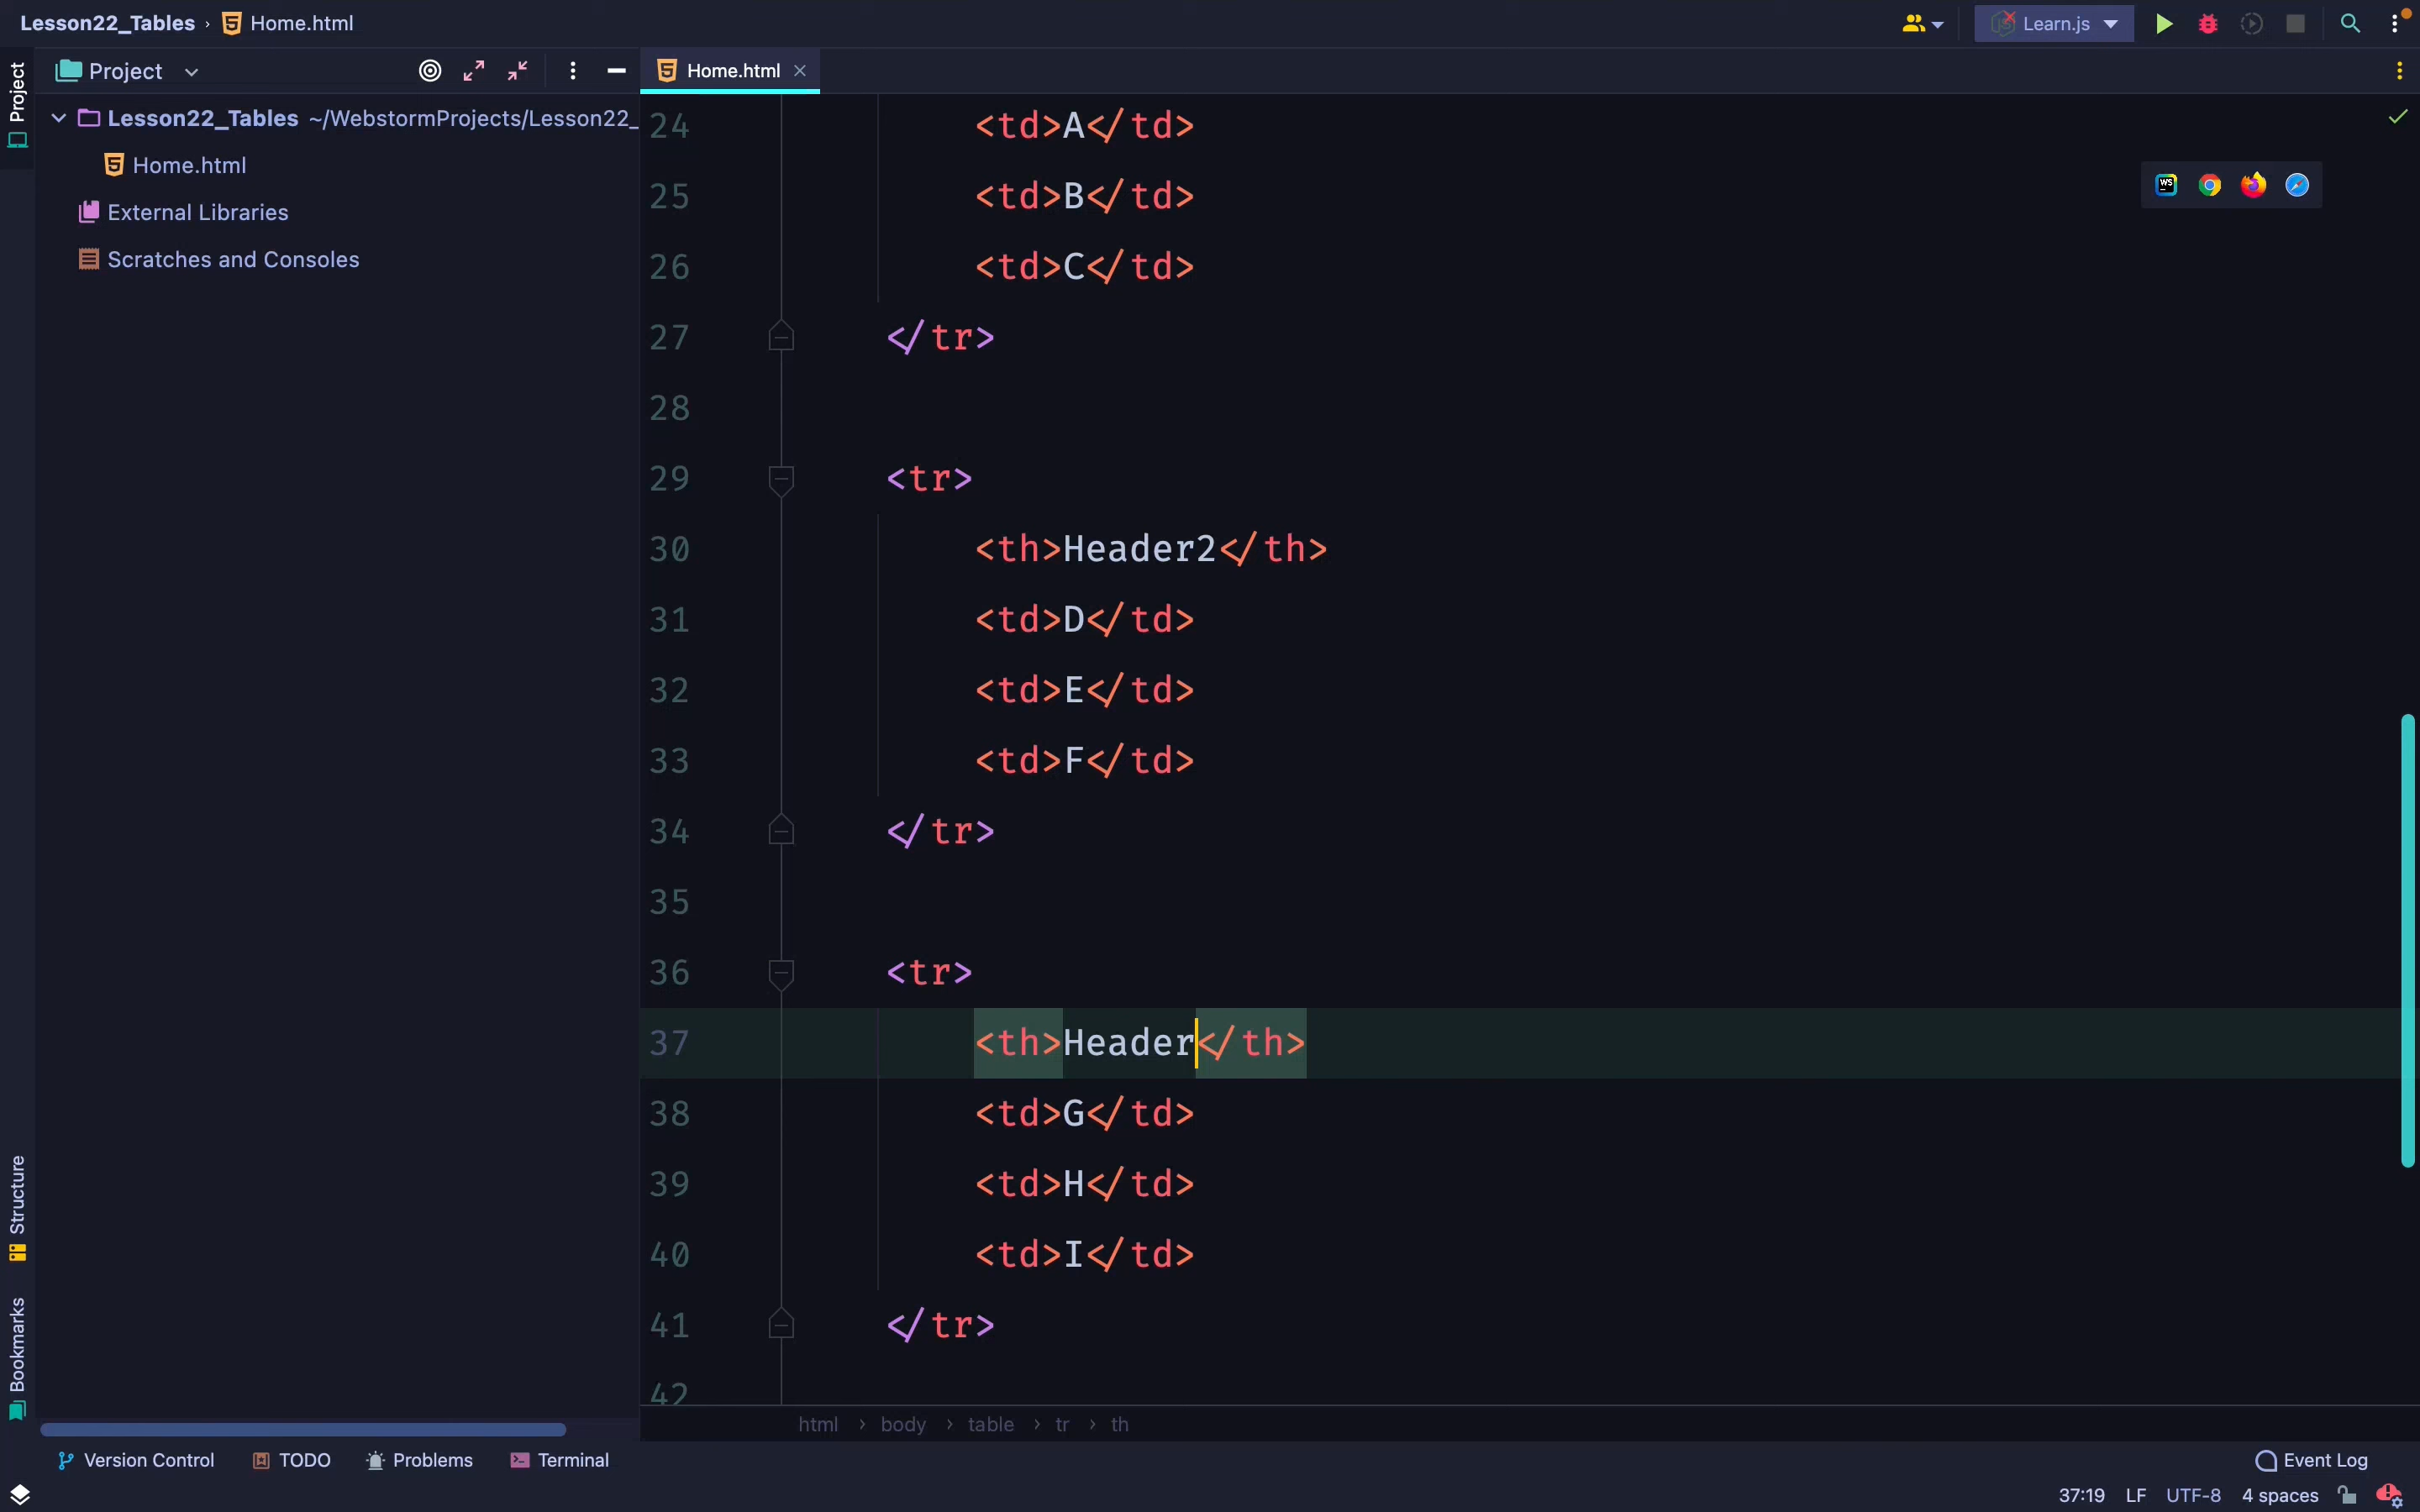 Lesson22_Tables › Home.html
Learn.js
Project
Project
Home.html
Lesson22_Tables ~/WebstormProjects/Lesson22_
Home.html
External Libraries
Scratches and Consoles
24 <td>A</td>
25 <td>B</td>
26 <td>C</td>
27 </tr>
28
29 <tr>
30 <th>Header2</th>
31 <td>D</td>
32 <td>E</td>
33 <td>F</td>
34 </tr>
35
36 <tr>
37 <th>Header</th>
38 <td>G</td>
39 <td>H</td>
40 <td>I</td>
41 </tr>
42
Structure
Bookmarks
html › body › table › tr › th
Version Control TODO Problems Terminal Event Log
37:19 LF UTF-8 4 spaces